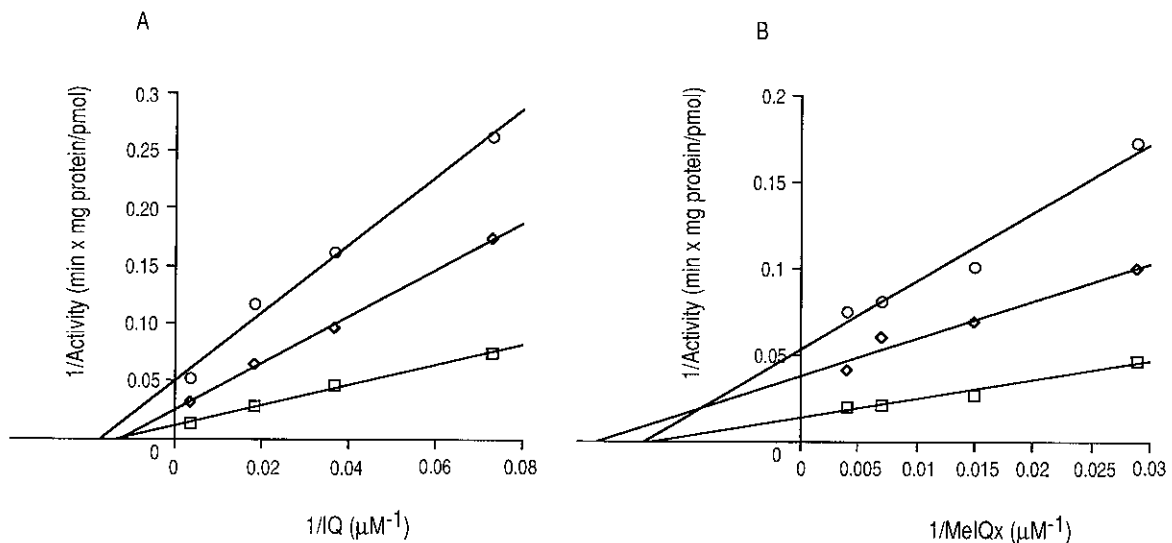 A
1/Activity (min x mg protein/pmol)
0.3
0.25
0.20
0.15
0.10
0.05
0
0 0.02 0.04 0.06 0.08
1/IQ (µM⁻¹)
B
1/Activity (min x mg protein/pmol)
0.2
0.15
0.1
0.05
0
0 0.005 0.01 0.015 0.02 0.025 0.03
1/MeIQx (µM⁻¹)